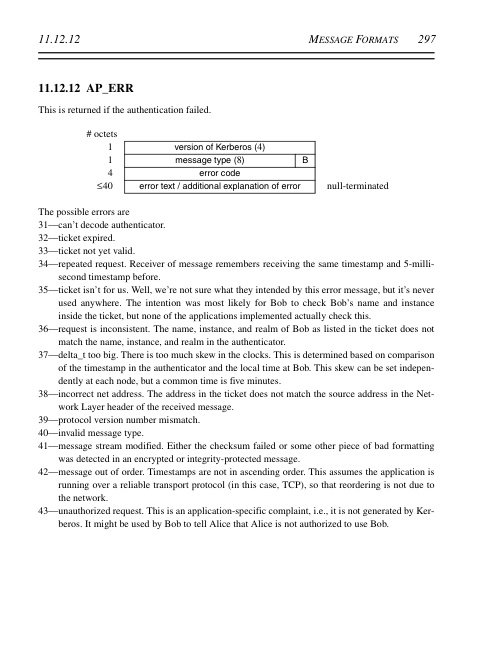 11.12.12 MESSAGE FORMATS 297
11.12.12 AP_ERR
This is returned if the authentication failed.
# octets
1 version of Kerberos (4)
1 message type (8) B
4 error code
≤40 error text / additional explanation of error null-terminated
The possible errors are
31—can't decode authenticator.
32—ticket expired.
33—ticket not yet valid.
34—repeated request. Receiver of message remembers receiving the same timestamp and 5-milli-
second timestamp before.
35—ticket isn't for us. Well, we're not sure what they intended by this error message, but it's never
used anywhere. The intention was most likely for Bob to check Bob's name and instance
inside the ticket, but none of the applications implemented actually check this.
36—request is inconsistent. The name, instance, and realm of Bob as listed in the ticket does not
match the name, instance, and realm in the authenticator.
37—delta_t too big. There is too much skew in the clocks. This is determined based on comparison
of the timestamp in the authenticator and the local time at Bob. This skew can be set indepen-
dently at each node, but a common time is five minutes.
38—incorrect net address. The address in the ticket does not match the source address in the Net-
work Layer header of the received message.
39—protocol version number mismatch.
40—invalid message type.
41—message stream modified. Either the checksum failed or some other piece of bad formatting
was detected in an encrypted or integrity-protected message.
42—message out of order. Timestamps are not in ascending order. This assumes the application is
running over a reliable transport protocol (in this case, TCP), so that reordering is not due to
the network.
43—unauthorized request. This is an application-specific complaint, i.e., it is not generated by Ker-
beros. It might be used by Bob to tell Alice that Alice is not authorized to use Bob.